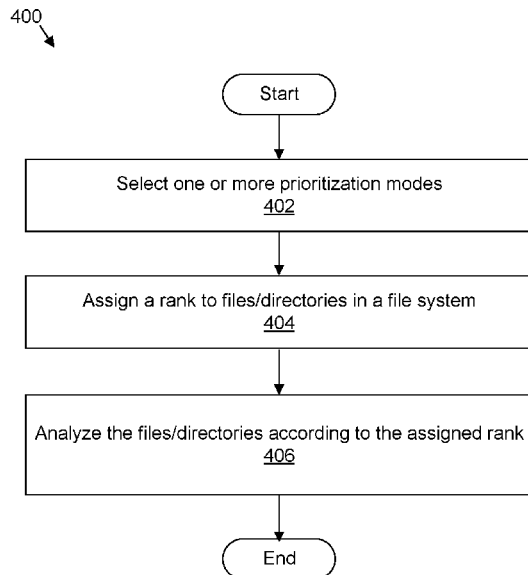 400
Start
Select one or more prioritization modes
402
Assign a rank to files/directories in a file system
404
Analyze the files/directories according to the assigned rank
406
End